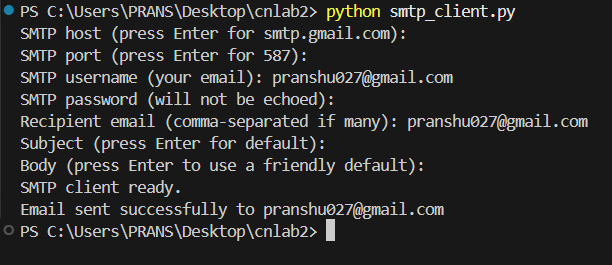 PS C:\Users\PRANS\Desktop\cnlab2> python smtp_client.py
SMTP host (press Enter for smtp.gmail.com):
SMTP port (press Enter for 587):
SMTP username (your email): pranshu027@gmail.com
SMTP password (will not be echoed):
Recipient email (comma-separated if many): pranshu027@gmail.com
Subject (press Enter for default):
Body (press Enter to use a friendly default):
SMTP client ready.
Email sent successfully to pranshu027@gmail.com
PS C:\Users\PRANS\Desktop\cnlab2>